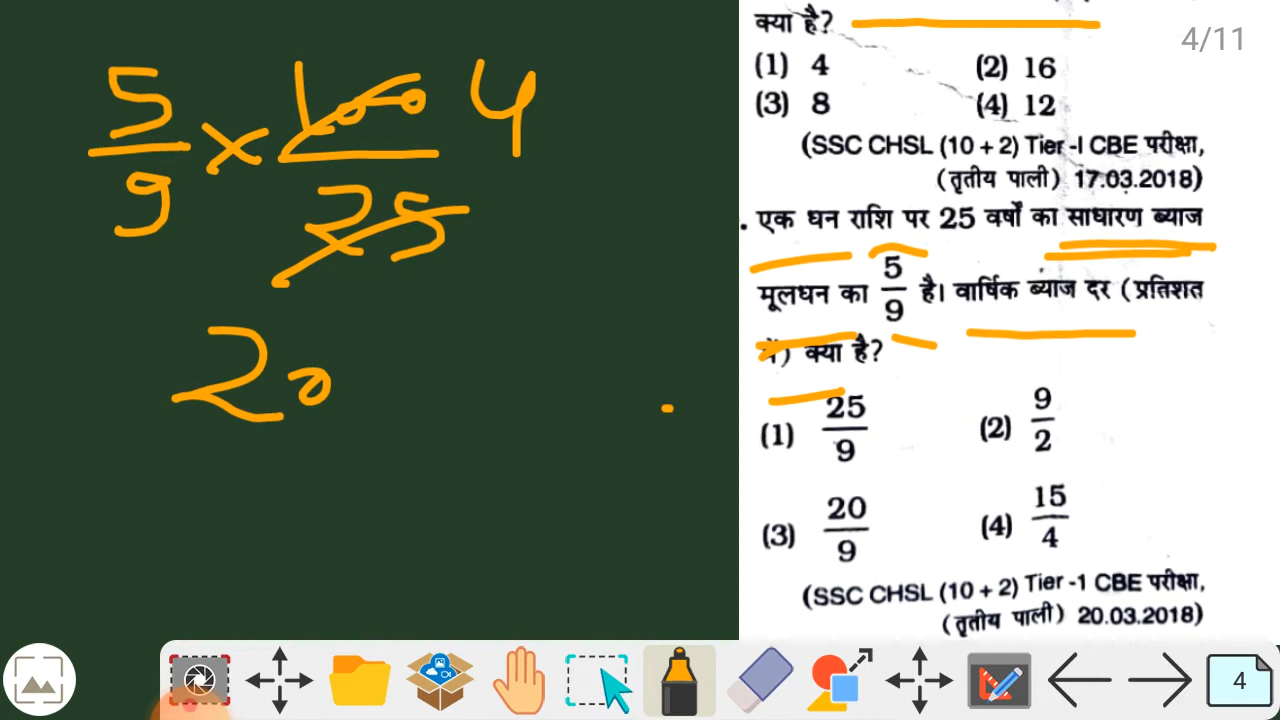 5/9 × 100/25 4
20
क्या है?
4/11
(1) 4 (2) 16
(3) 8 (4) 12
(SSC CHSL (10 + 2) Tier -I CBE परीक्षा,
(तृतीय पाली) 17.03.2018)
. एक धन राशि पर 25 वर्षों का साधारण ब्याज
मूलधन का 5/9 है। वार्षिक ब्याज दर (प्रतिशत
में) क्या है?
(1) 25/9 (2) 9/2
(3) 20/9 (4) 15/4
(SSC CHSL (10 + 2) Tier -1 CBE परीक्षा,
(तृतीय पाली) 20.03.2018)
4